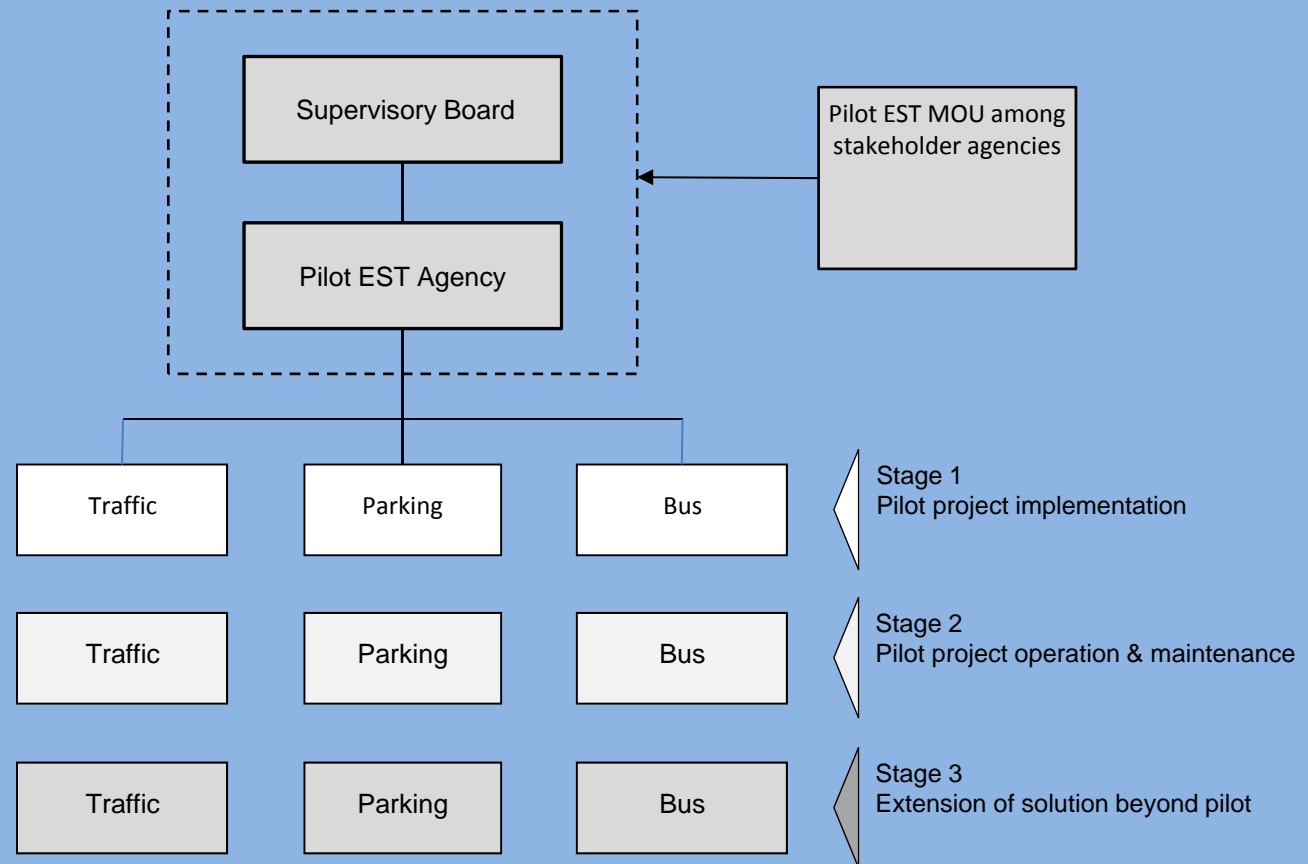 Supervisory Board
Pilot EST MOU among
stakeholder agencies
Pilot EST Agency
Traffic
Parking
Bus
Stage 1
Pilot project implementation
Traffic
Parking
Bus
Stage 2
Pilot project operation & maintenance
Traffic
Parking
Bus
Stage 3
Extension of solution beyond pilot